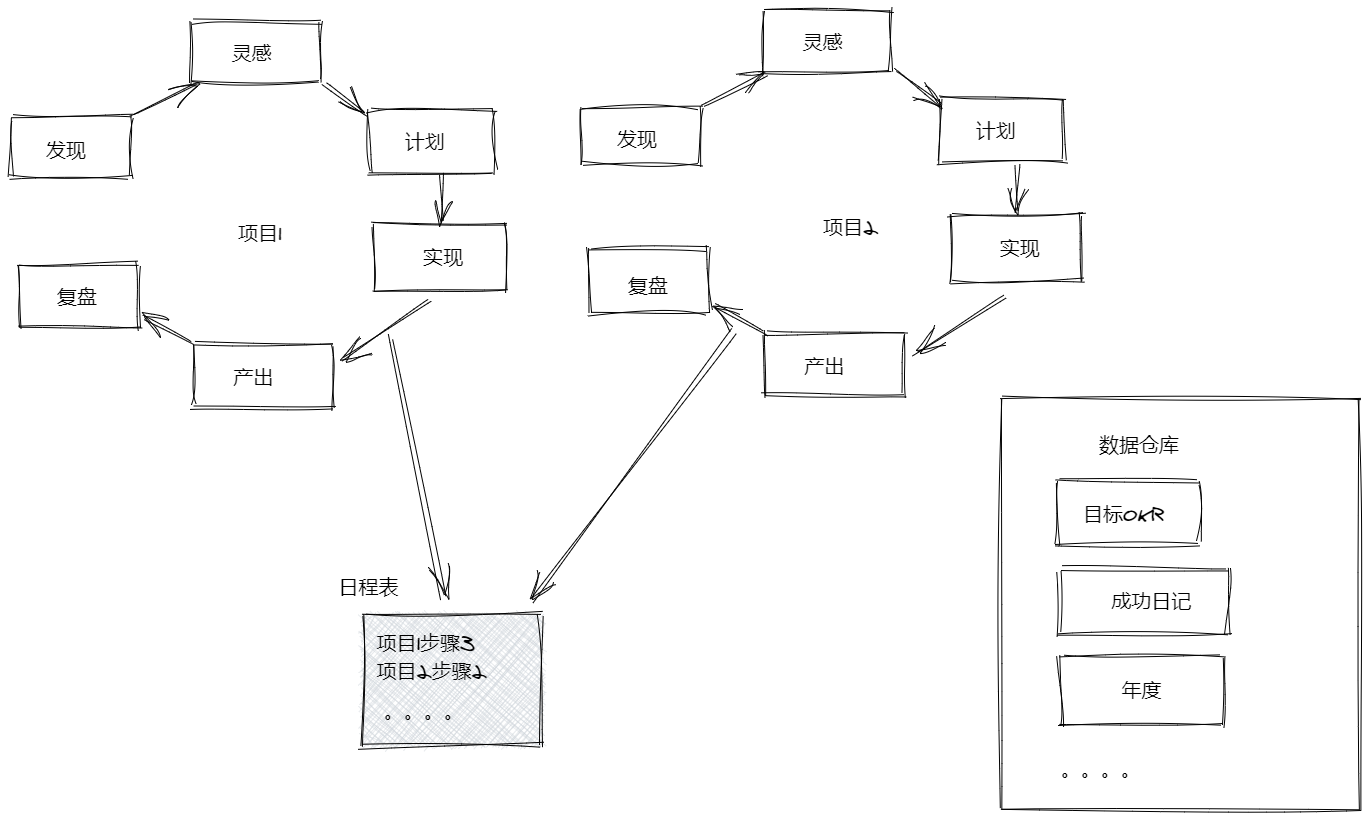 灵感
发现
计划
项目1
实现
复盘
产出
灵感
发现
计划
项目2
实现
复盘
产出
日程表
项目1步骤3
项目2步骤2
。。。。
数据仓库
目标OKR
成功日记
年度
。。。。